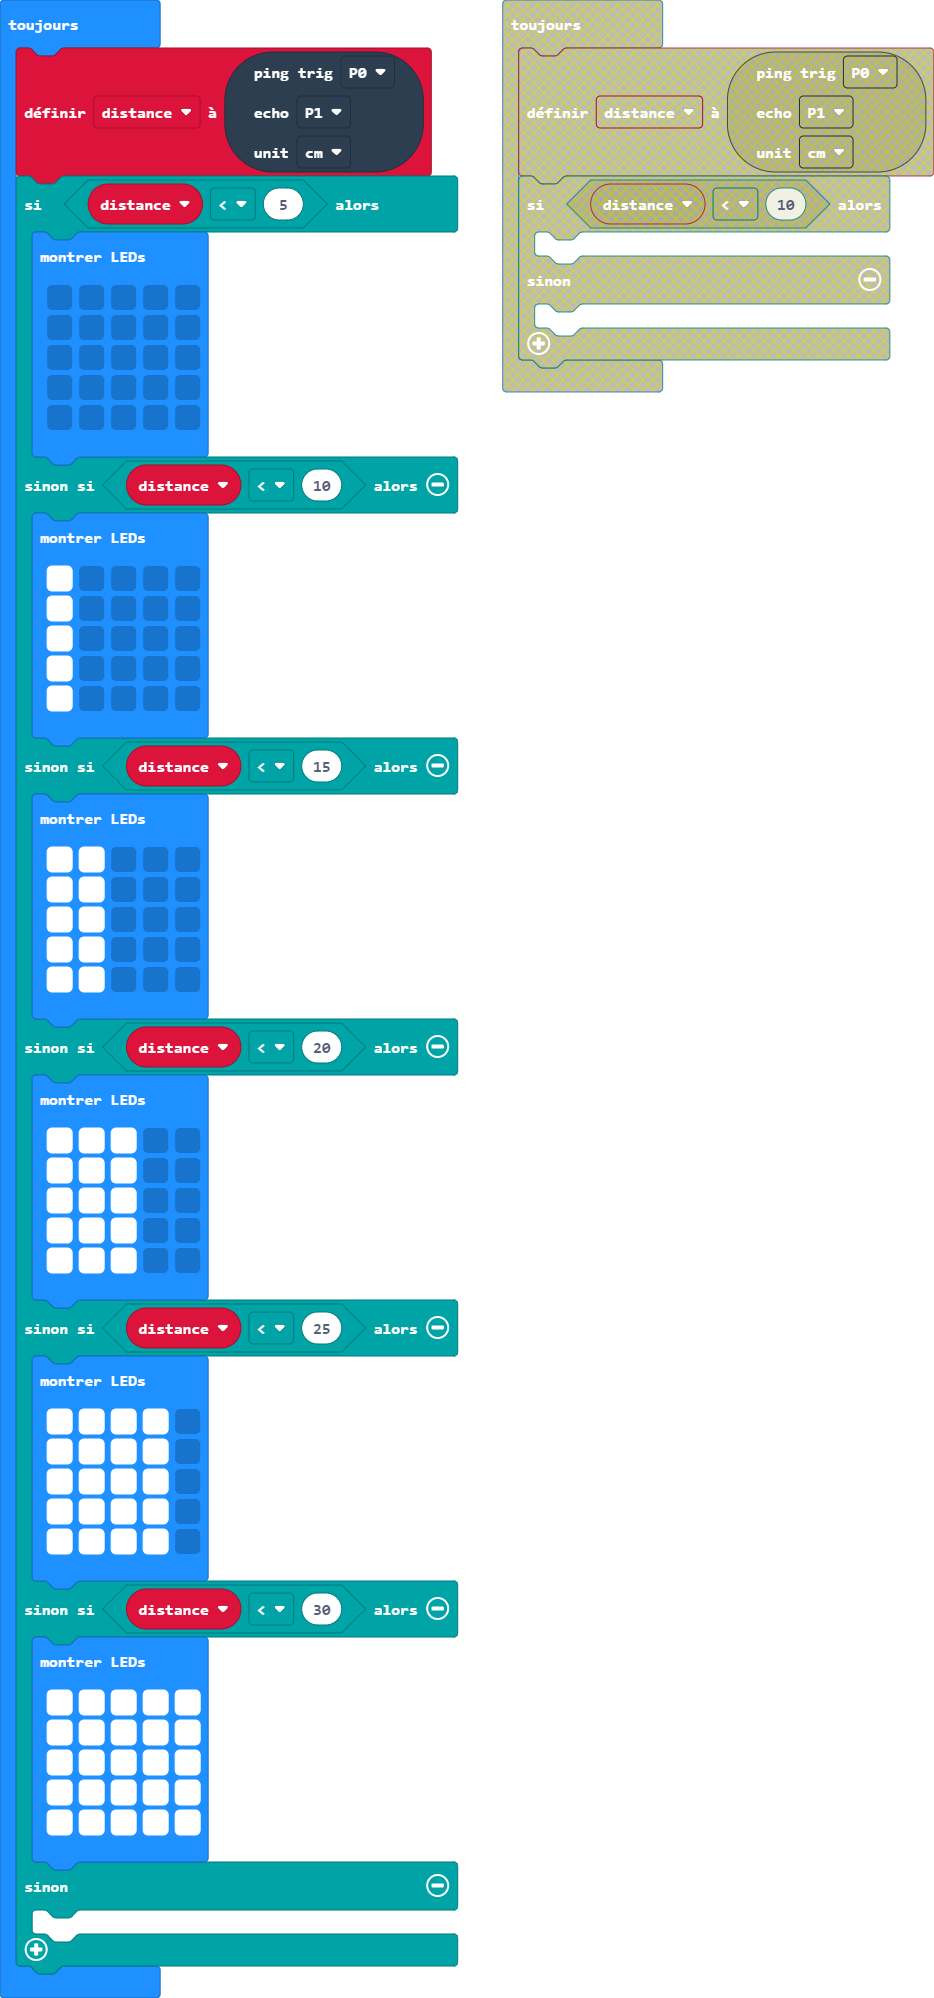 toujours
définir distance à ping trig P0
echo P1
unit cm
si distance < 5 alors
montrer LEDs
sinon si distance < 10 alors
montrer LEDs
sinon si distance < 15 alors
montrer LEDs
sinon si distance < 20 alors
montrer LEDs
sinon si distance < 25 alors
montrer LEDs
sinon si distance < 30 alors
montrer LEDs
sinon
toujours
définir distance à ping trig P0
echo P1
unit cm
si distance < 10 alors
sinon